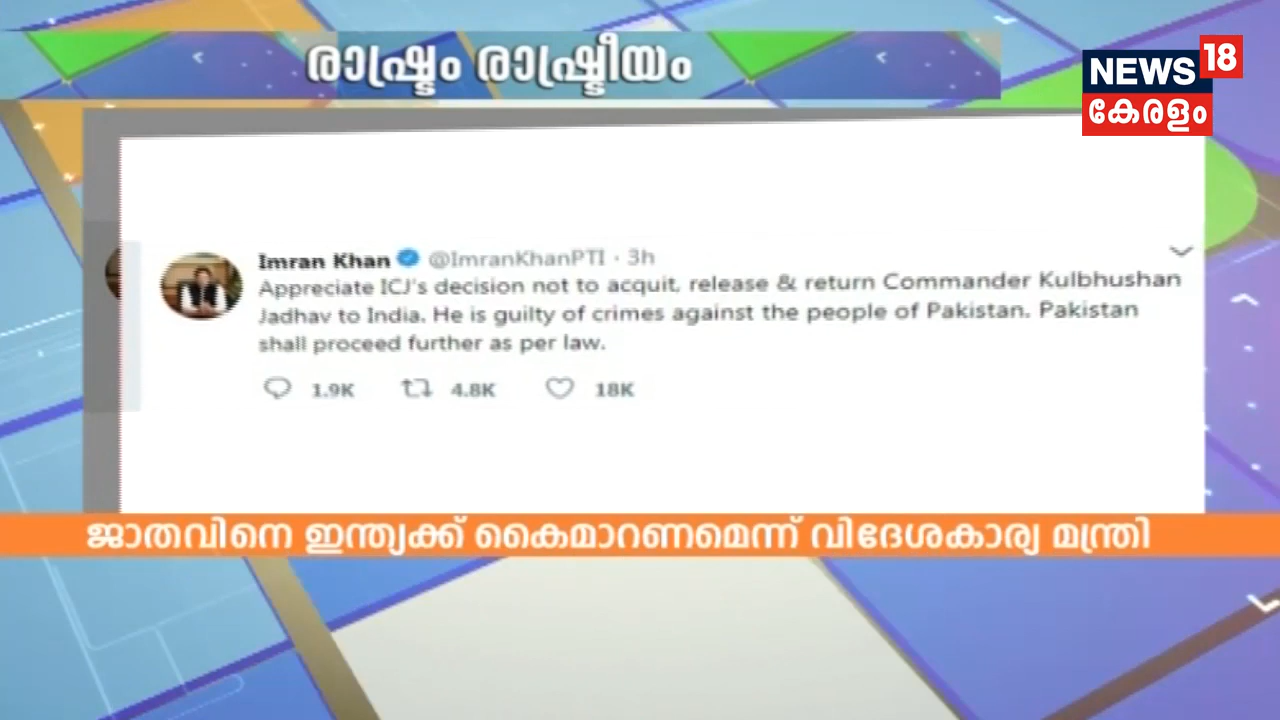 രാഷ്ട്രം രാഷ്ട്രീയം
NEWS 18
കേരളം
Imran Khan @ImranKhanPTI · 3h
Appreciate ICJ's decision not to acquit, release & return Commander Kulbhushan
Jadhav to India. He is guilty of crimes against the people of Pakistan. Pakistan
shall proceed further as per law.
1.9K 4.8K 18K
ജാതവിനെ ഇന്ത്യക്ക് കൈമാറണമെന്ന് വിദേശകാര്യ മന്ത്രി